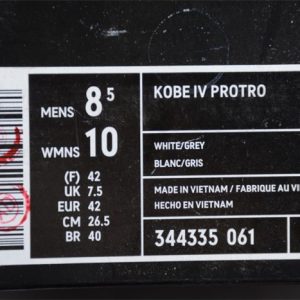 MENS 8 5
WMNS 10
(F) 42
UK 7.5
EUR 42
CM 26.5
BR 40
KOBE IV PROTRO
WHITE/GREY
BLANC/GRIS
MADE IN VIETNAM / FABRIQUE AU VI
HECHO EN VIETNAM
344335 061